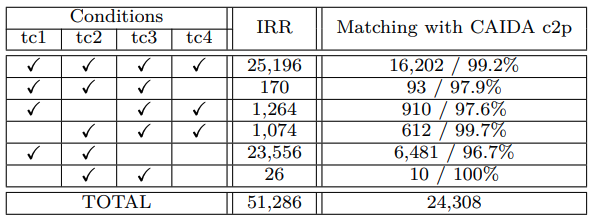 Conditions IRR Matching with CAIDA c2p
tc1 tc2 tc3 tc4
✓ ✓ ✓ ✓ 25,196 16,202 / 99.2%
✓ ✓ ✓ 170 93 / 97.9%
✓ ✓ ✓ 1,264 910 / 97.6%
✓ ✓ ✓ 1,074 612 / 99.7%
✓ ✓ 23,556 6,481 / 96.7%
✓ ✓ 26 10 / 100%
TOTAL 51,286 24,308